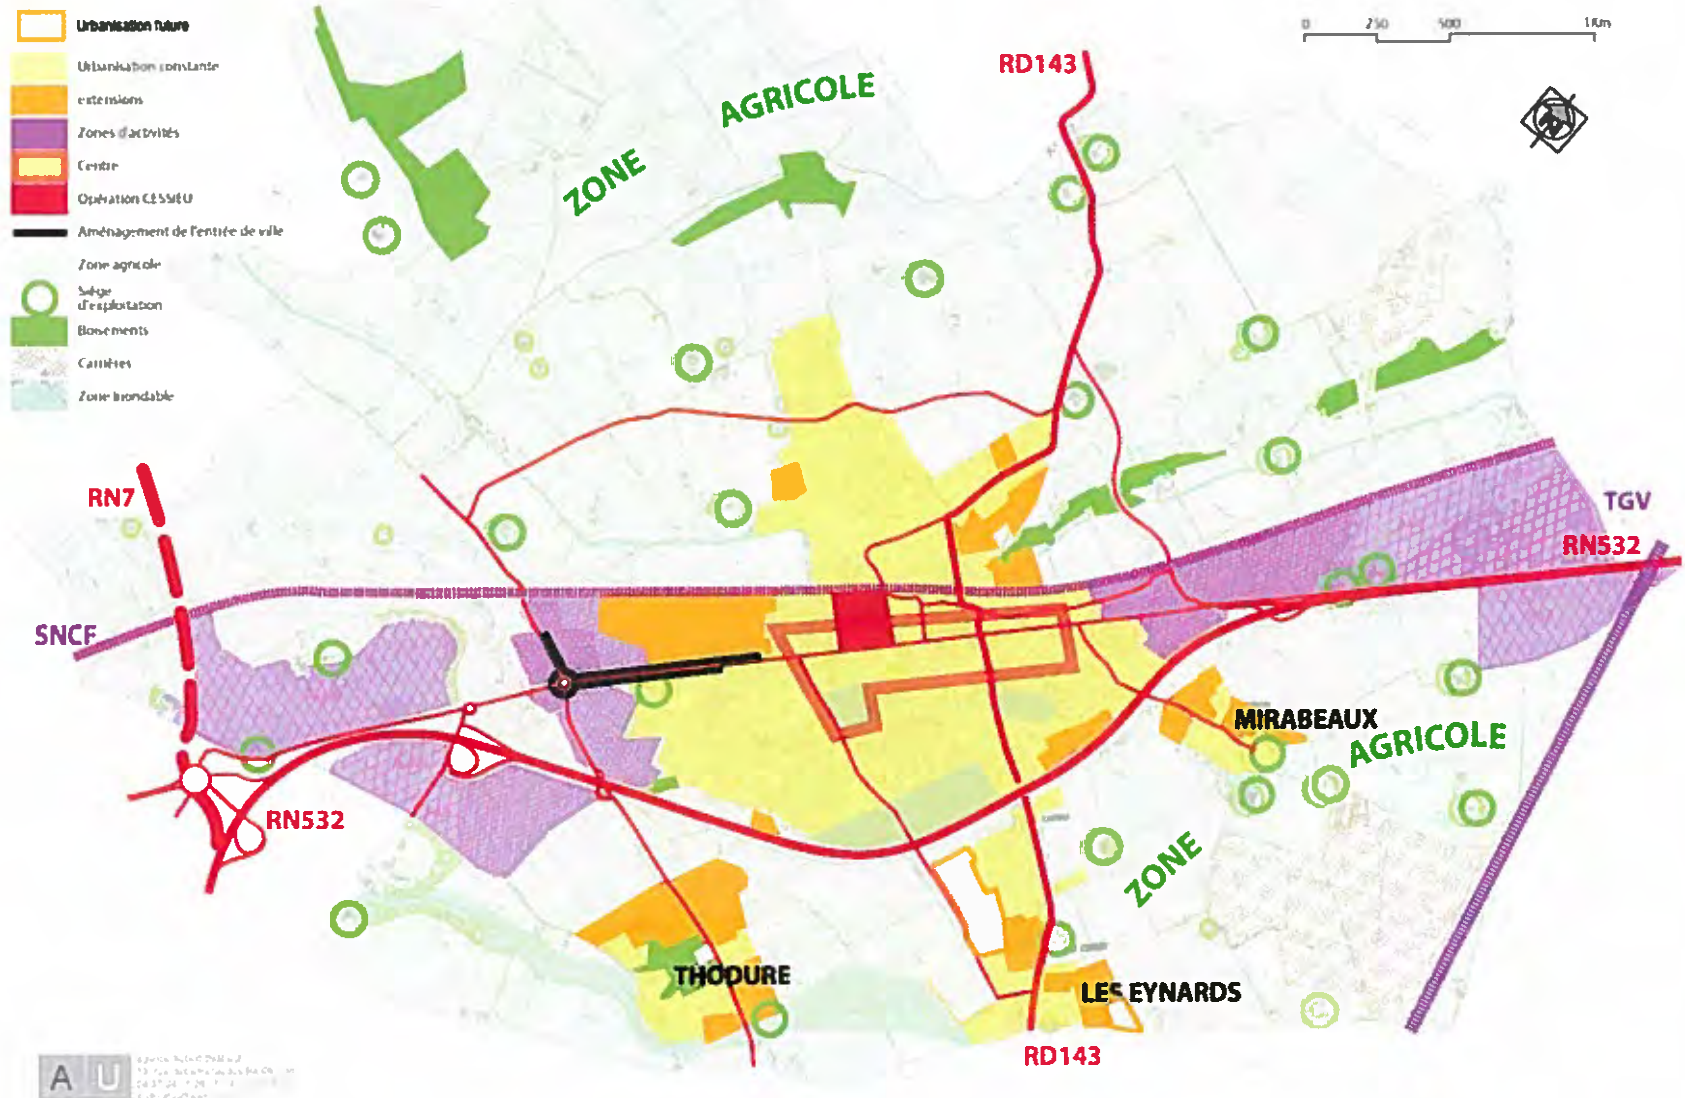 Urbanisation future
Urbanisation constante
extensions
Zones d'activités
Centre
Opération CESSIEU
Aménagement de l'entrée de ville
Zone agricole
Siège
d'exploitation
Boisements
Carrières
Zone Inondable
0 250 500 1 Km
RD143
AGRICOLE
ZONE
RN7
TGV
RN532
SNCF
MIRABEAUX
AGRICOLE
RN532
ZONE
THODURE
LES EYNARDS
RD143
A U